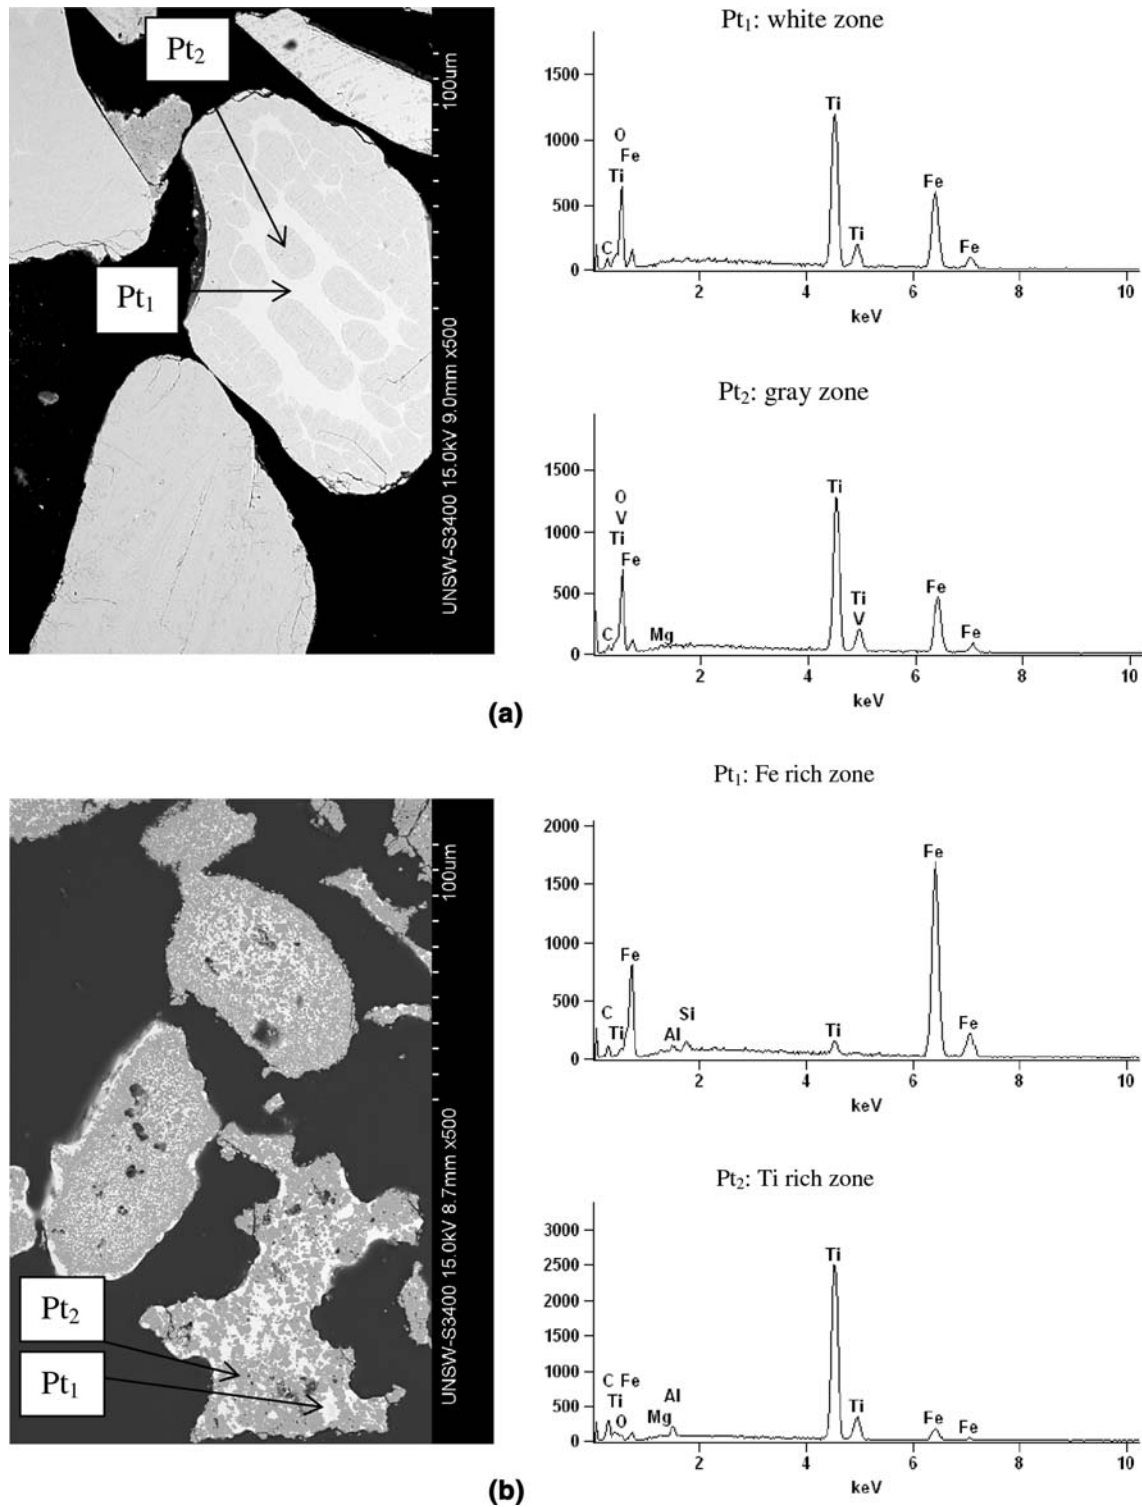 Pt2
Pt1
100um
UNSW-S3400 15.0kV 9.0mm x500
Pt1: white zone
1500
1000
500
0
O
Fe
Ti
C
Ti
Ti
Fe
Fe
2
4
6
8
10
keV
Pt2: gray zone
1500
1000
500
0
O
V
Ti
Fe
C
Mg
Ti
Ti
V
Fe
Fe
2
4
6
8
10
keV
(a)
100um
UNSW-S3400 15.0kV 8.7mm x500
Pt2
Pt1
Pt1: Fe rich zone
2000
1500
1000
500
0
Fe
C
Ti
Al
Si
Ti
Fe
Fe
2
4
6
8
10
keV
Pt2: Ti rich zone
3000
2500
2000
1500
1000
500
0
C Fe
Ti
O
Mg
Al
Ti
Ti
Fe
Fe
2
4
6
8
10
keV
(b)